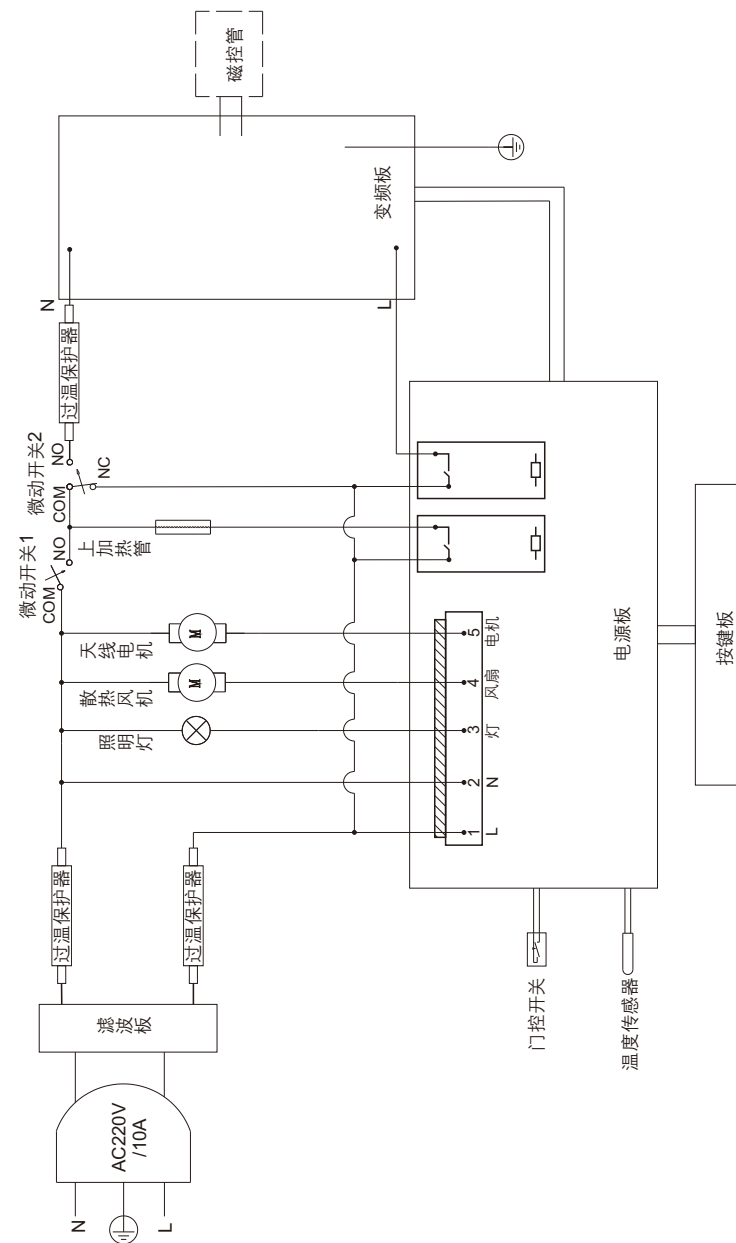 磁控管
变频板
N
L
过温保护器
微动开关2
NO
COM
NC
微动开关1
NO
COM
上加热管
天线电机
M
散热风机
M
照明灯
5
4
3
2
1
电机
风扇
灯
N
L
电源板
按键板
过温保护器
过温保护器
滤波板
门控开关
温度传感器
AC220V
/10A
N
L